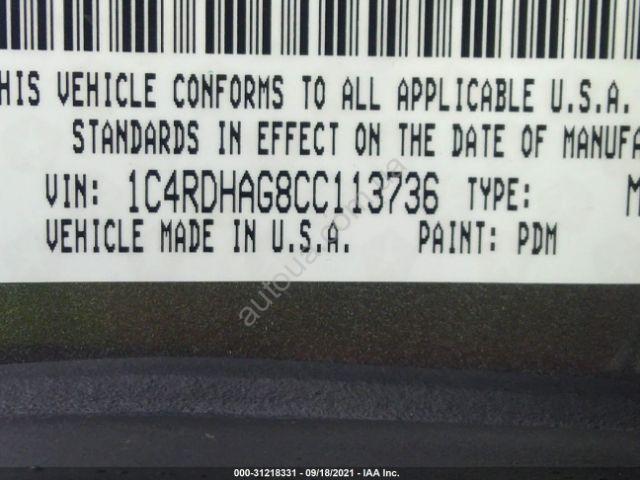 HIS VEHICLE CONFORMS TO ALL APPLICABLE U.S.A.
STANDARDS IN EFFECT ON THE DATE OF MANUFA
VIN: 1C4RDHAG8CC113736 TYPE: M
VEHICLE MADE IN U.S.A. PAINT: PDM
autoua.com
000-31218331 - 09/18/2021 - IAA Inc.